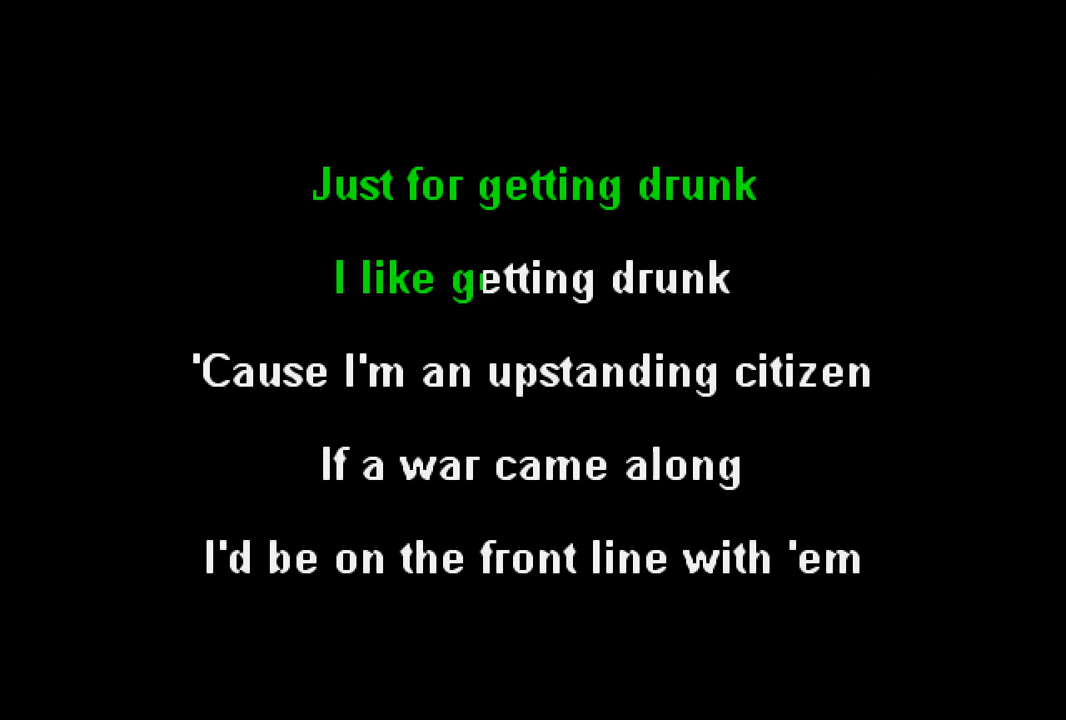 Just for getting drunk
I like getting drunk
'Cause I'm an upstanding citizen
If a war came along
I'd be on the front line with 'em